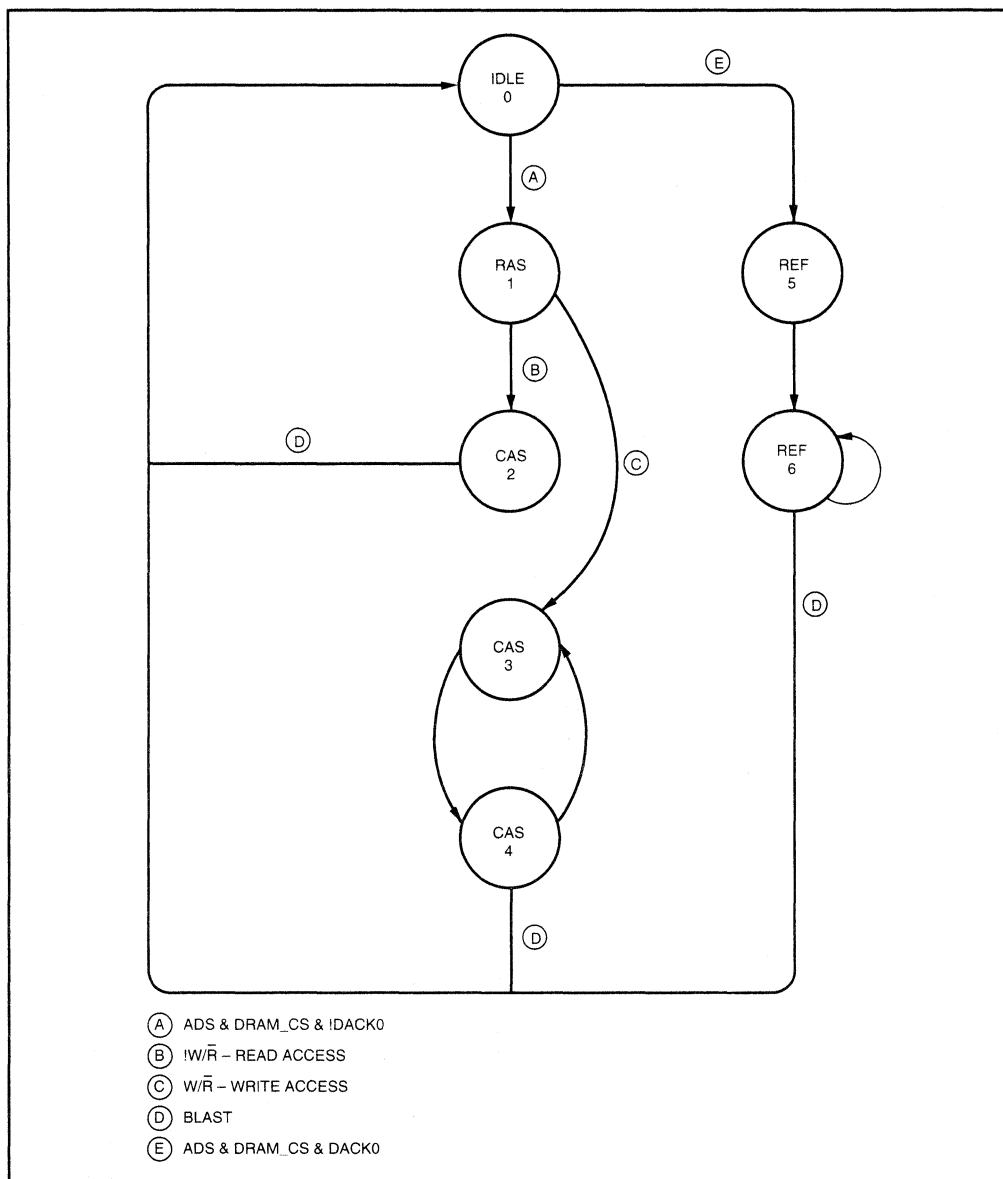 IDLE
0
E
A
RAS
1
REF
5
B
D
CAS
2
C
REF
6
D
CAS
3
CAS
4
D
A ADS & DRAM_CS & !DACK0
B !W/R̅ – READ ACCESS
C W/R̅ – WRITE ACCESS
D BLAST
E ADS & DRAM_CS & DACK0